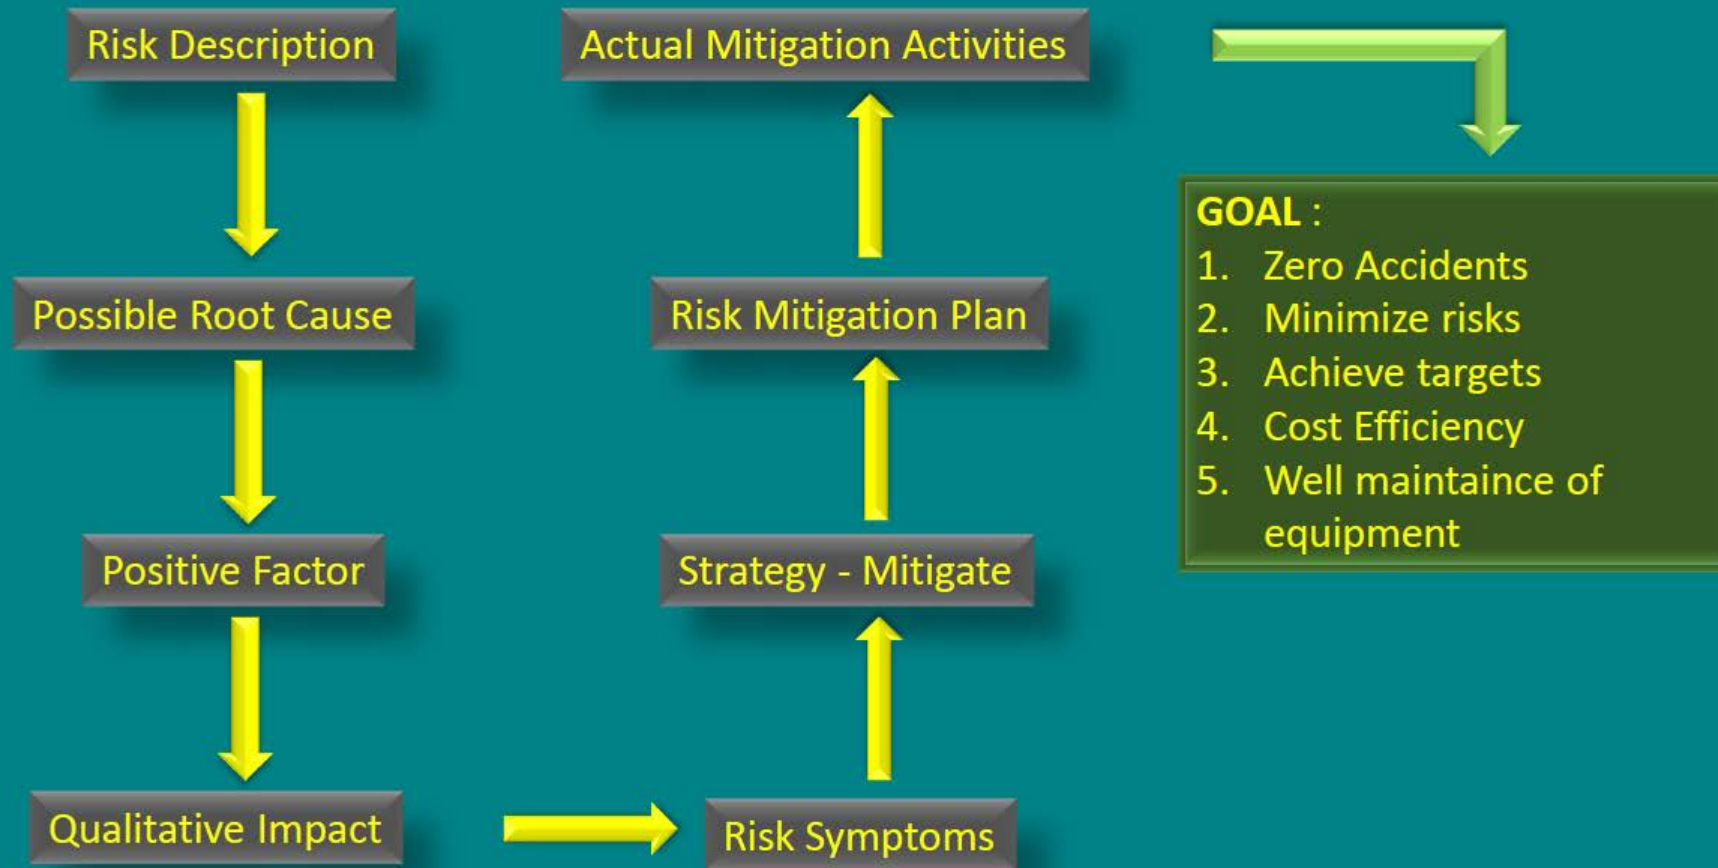 Risk Description
Possible Root Cause
Positive Factor
Qualitative Impact
Risk Symptoms
Strategy - Mitigate
Risk Mitigation Plan
Actual Mitigation Activities
GOAL :
1. Zero Accidents
2. Minimize risks
3. Achieve targets
4. Cost Efficiency
5. Well maintaince of
equipment